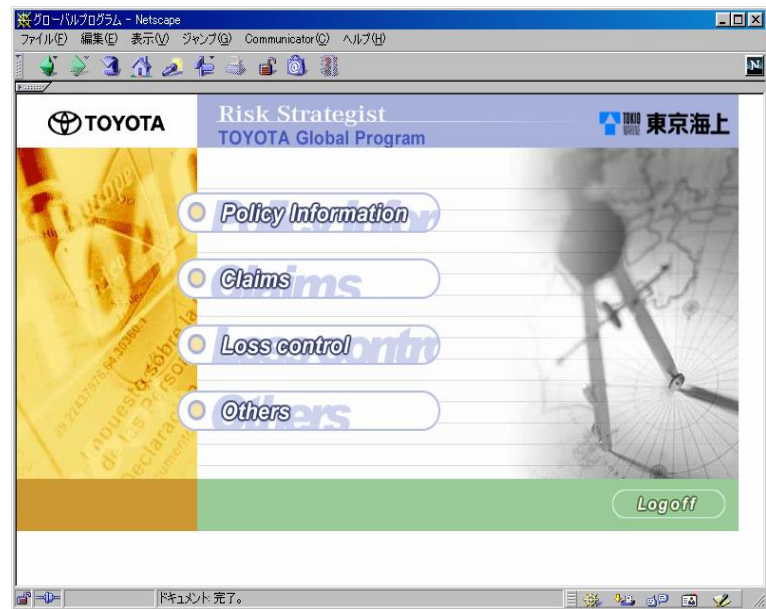 グローバルプログラム - Netscape
ファイル(F) 編集(E) 表示(V) ジャンプ(G) Communicator(C) ヘルプ(H)
N
TOYOTA
Risk Strategist
TOYOTA Global Program
TOKIO MARINE 東京海上
Policy Information
Claims
Loss control
Others
Logoff
ドキュメント: 完了。